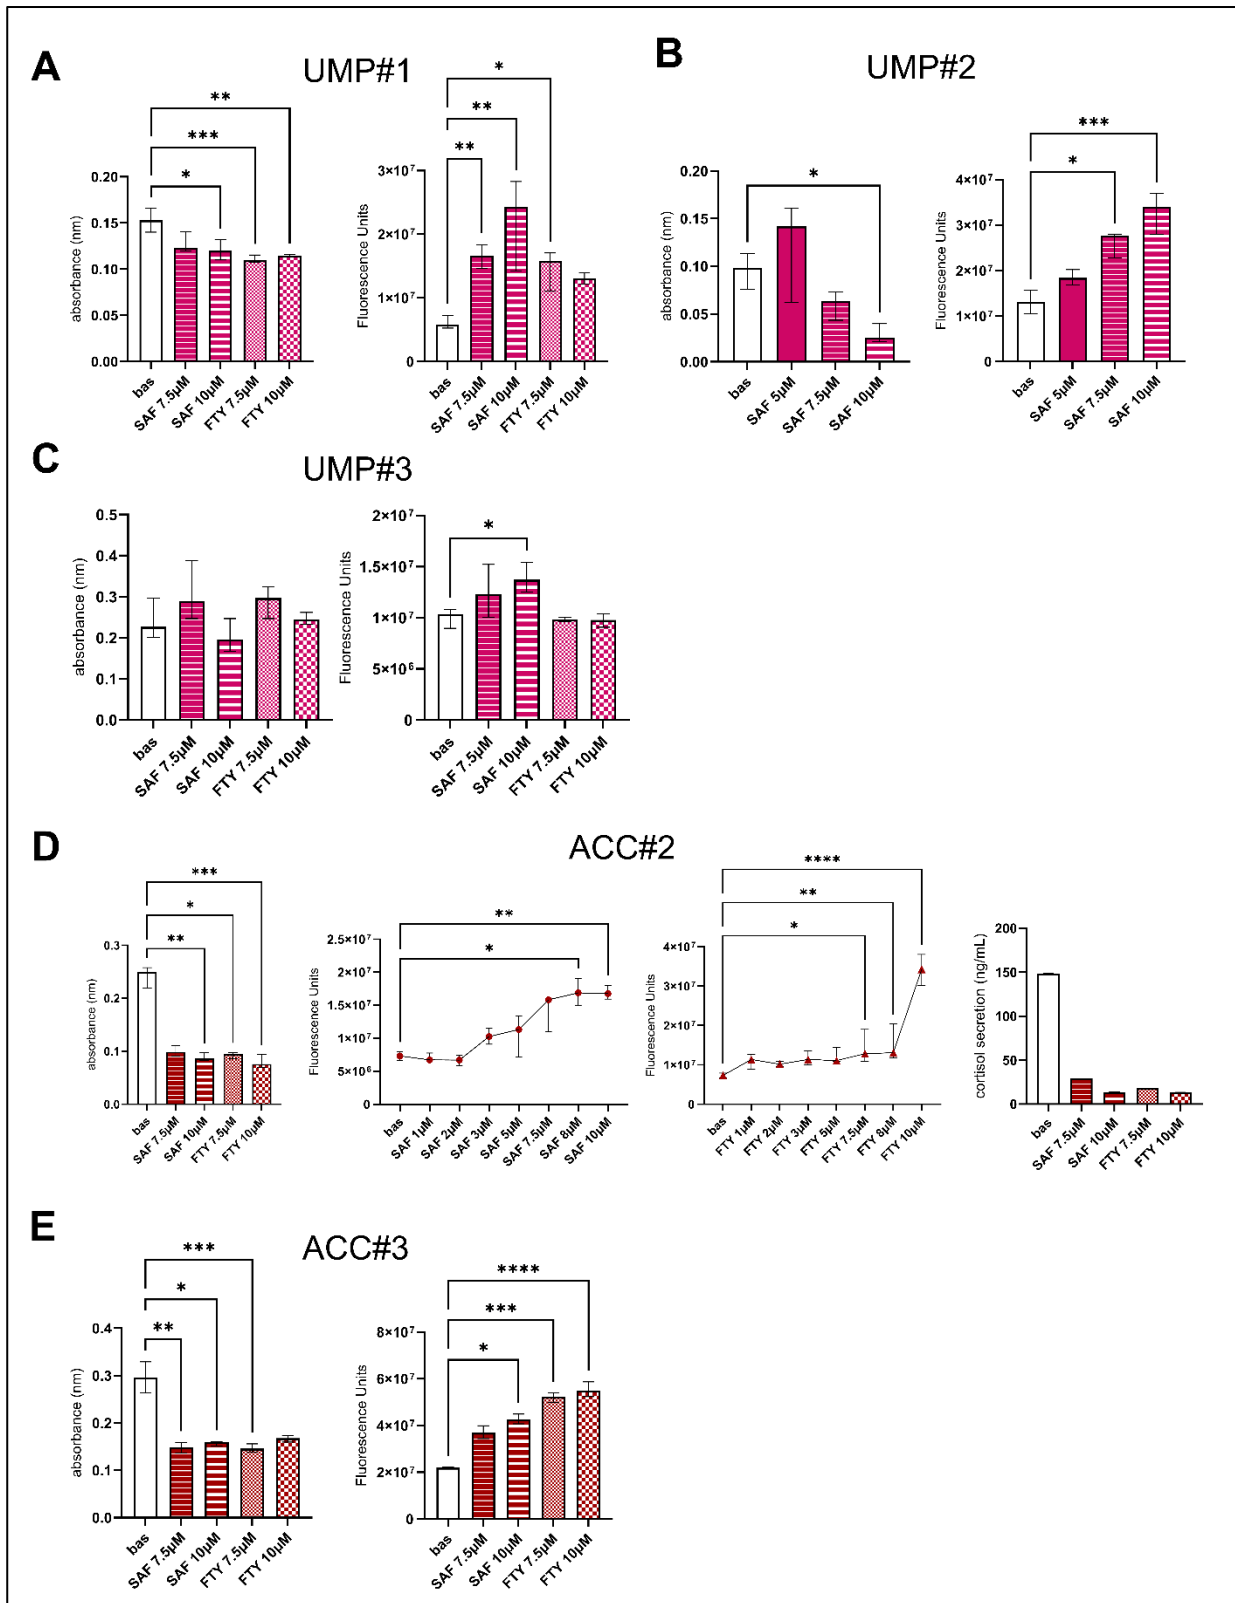 A
UMP#1
**
***
*
absorbance (nm)
0.20
0.15
0.10
0.05
0.00
bas
SAF 7.5µM
SAF 10µM
FTY 7.5µM
FTY 10µM
*
**
**
Fluorescence Units
3×10⁷
2×10⁷
1×10⁷
0
bas
SAF 7.5µM
SAF 10µM
FTY 7.5µM
FTY 10µM
B
UMP#2
*
absorbance (nm)
0.20
0.15
0.10
0.05
0.00
bas
SAF 5µM
SAF 7.5µM
SAF 10µM
***
*
Fluorescence Units
4×10⁷
3×10⁷
2×10⁷
1×10⁷
0
bas
SAF 5µM
SAF 7.5µM
SAF 10µM
C
UMP#3
absorbance (nm)
0.5
0.4
0.3
0.2
0.1
0.0
bas
SAF 7.5µM
SAF 10µM
FTY 7.5µM
FTY 10µM
*
Fluorescence Units
2×10⁷
1.5×10⁷
1×10⁷
5×10⁶
0
bas
SAF 7.5µM
SAF 10µM
FTY 7.5µM
FTY 10µM
D
ACC#2
***
*
**
absorbance (nm)
0.3
0.2
0.1
0.0
bas
SAF 7.5µM
SAF 10µM
FTY 7.5µM
FTY 10µM
**
*
Fluorescence Units
2.5×10⁷
2×10⁷
1.5×10⁷
1×10⁷
5×10⁶
0
bas
SAF 1µM
SAF 2µM
SAF 3µM
SAF 5µM
SAF 7.5µM
SAF 8µM
SAF 10µM
****
**
*
Fluorescence Units
4×10⁷
3×10⁷
2×10⁷
1×10⁷
0
bas
FTY 1µM
FTY 2µM
FTY 3µM
FTY 5µM
FTY 7.5µM
FTY 8µM
FTY 10µM
cortisol secretion (ng/mL)
200
150
100
50
0
bas
SAF 7.5µM
SAF 10µM
FTY 7.5µM
FTY 10µM
E
ACC#3
***
*
**
absorbance (nm)
0.4
0.3
0.2
0.1
0.0
bas
SAF 7.5µM
SAF 10µM
FTY 7.5µM
FTY 10µM
****
***
*
Fluorescence Units
8×10⁷
6×10⁷
4×10⁷
2×10⁷
0
bas
SAF 7.5µM
SAF 10µM
FTY 7.5µM
FTY 10µM